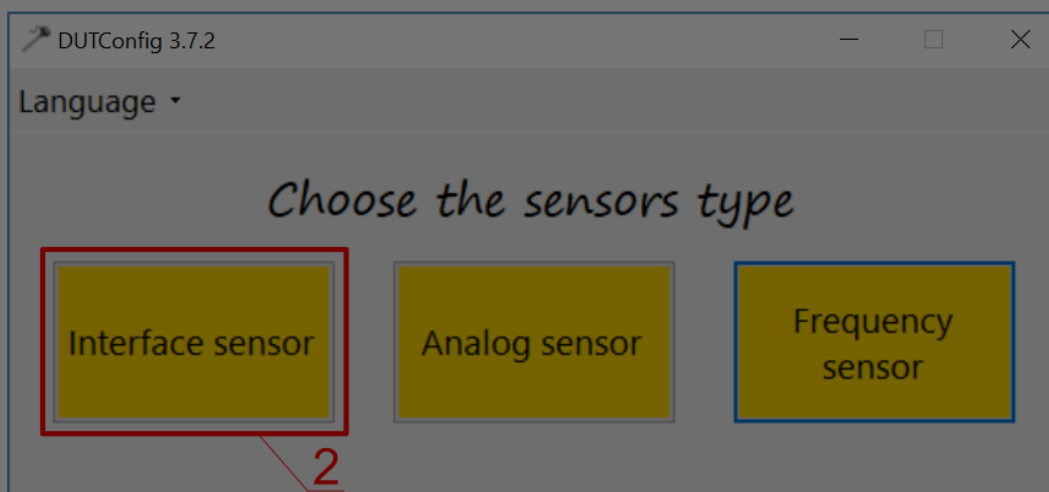 DUTConfig 3.7.2
Language
Choose the sensors type
Interface sensor
Analog sensor
Frequency
sensor
2